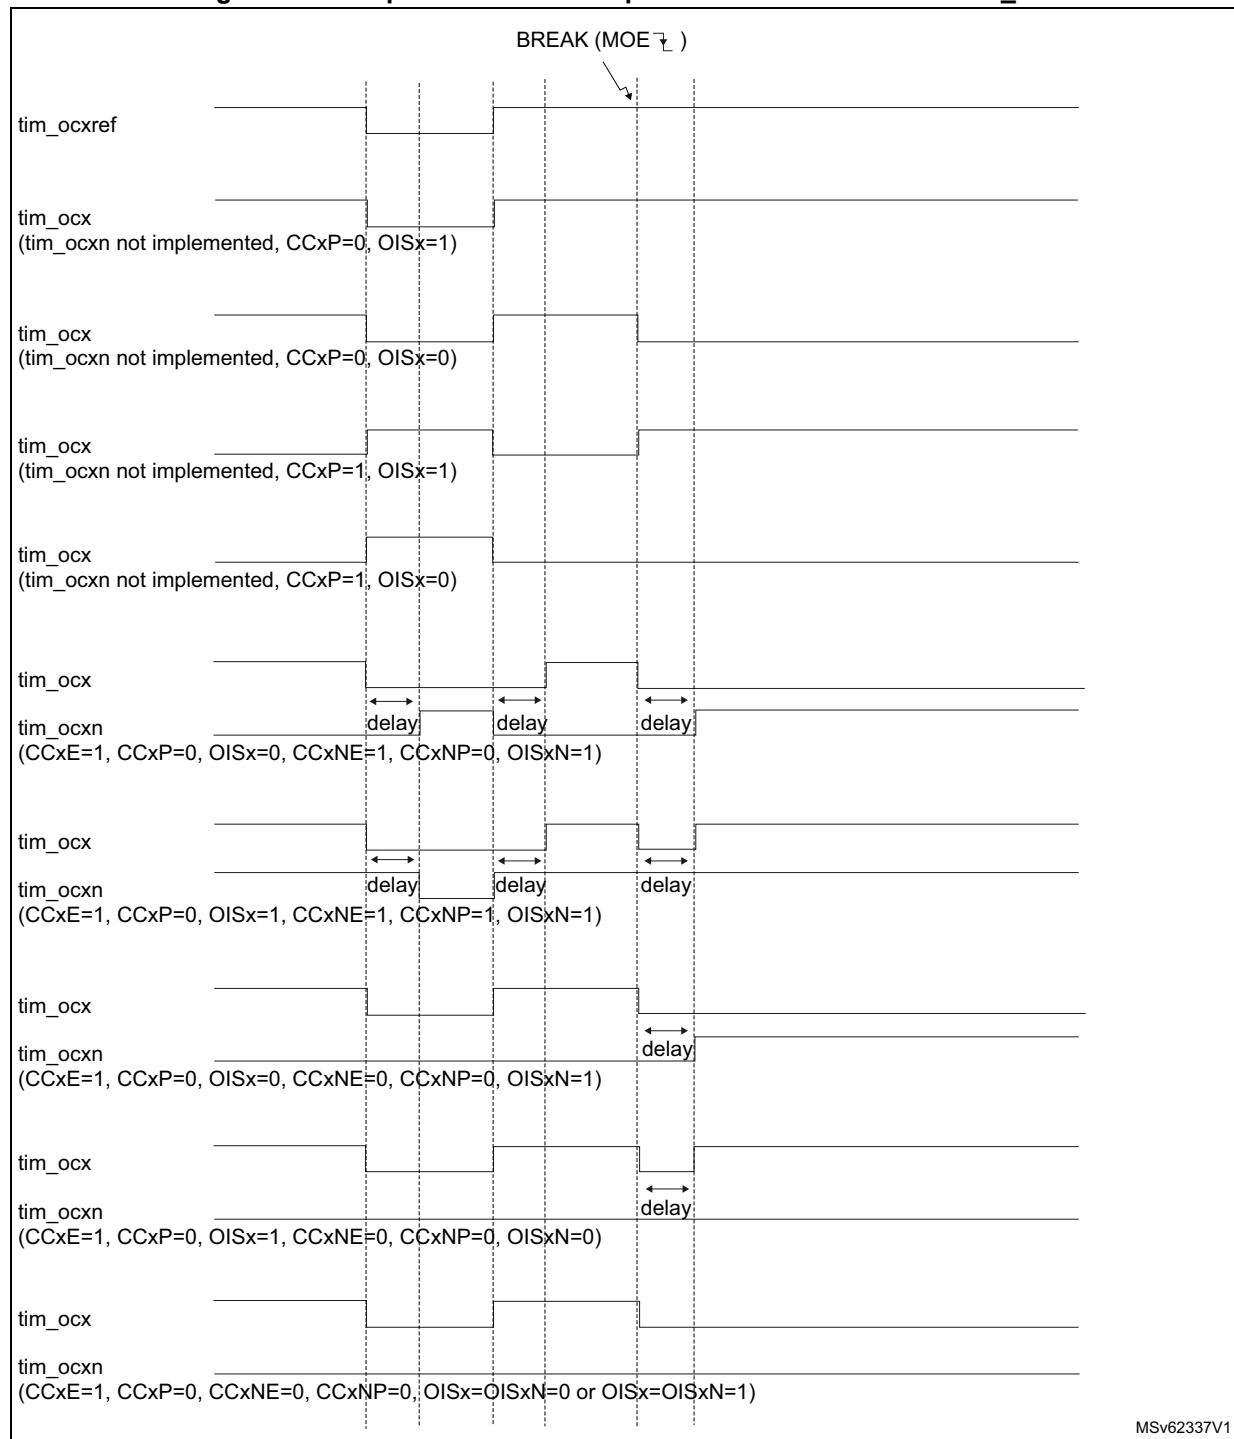 BREAK (MOE )
tim_ocxref
tim_ocx
(tim_ocxn not implemented, CCxP=0, OISx=1)
tim_ocx
(tim_ocxn not implemented, CCxP=0, OISx=0)
tim_ocx
(tim_ocxn not implemented, CCxP=1, OISx=1)
tim_ocx
(tim_ocxn not implemented, CCxP=1, OISx=0)
tim_ocx
tim_ocxn delay delay delay
(CCxE=1, CCxP=0, OISx=0, CCxNE=1, CCxNP=0, OISxN=1)
tim_ocx
tim_ocxn delay delay delay
(CCxE=1, CCxP=0, OISx=1, CCxNE=1, CCxNP=1, OISxN=1)
tim_ocx
tim_ocxn delay
(CCxE=1, CCxP=0, OISx=0, CCxNE=0, CCxNP=0, OISxN=1)
tim_ocx
tim_ocxn delay
(CCxE=1, CCxP=0, OISx=1, CCxNE=0, CCxNP=0, OISxN=0)
tim_ocx
tim_ocxn
(CCxE=1, CCxP=0, CCxNE=0, CCxNP=0, OISx=OISxN=0 or OISx=OISxN=1)
MSv62337V1